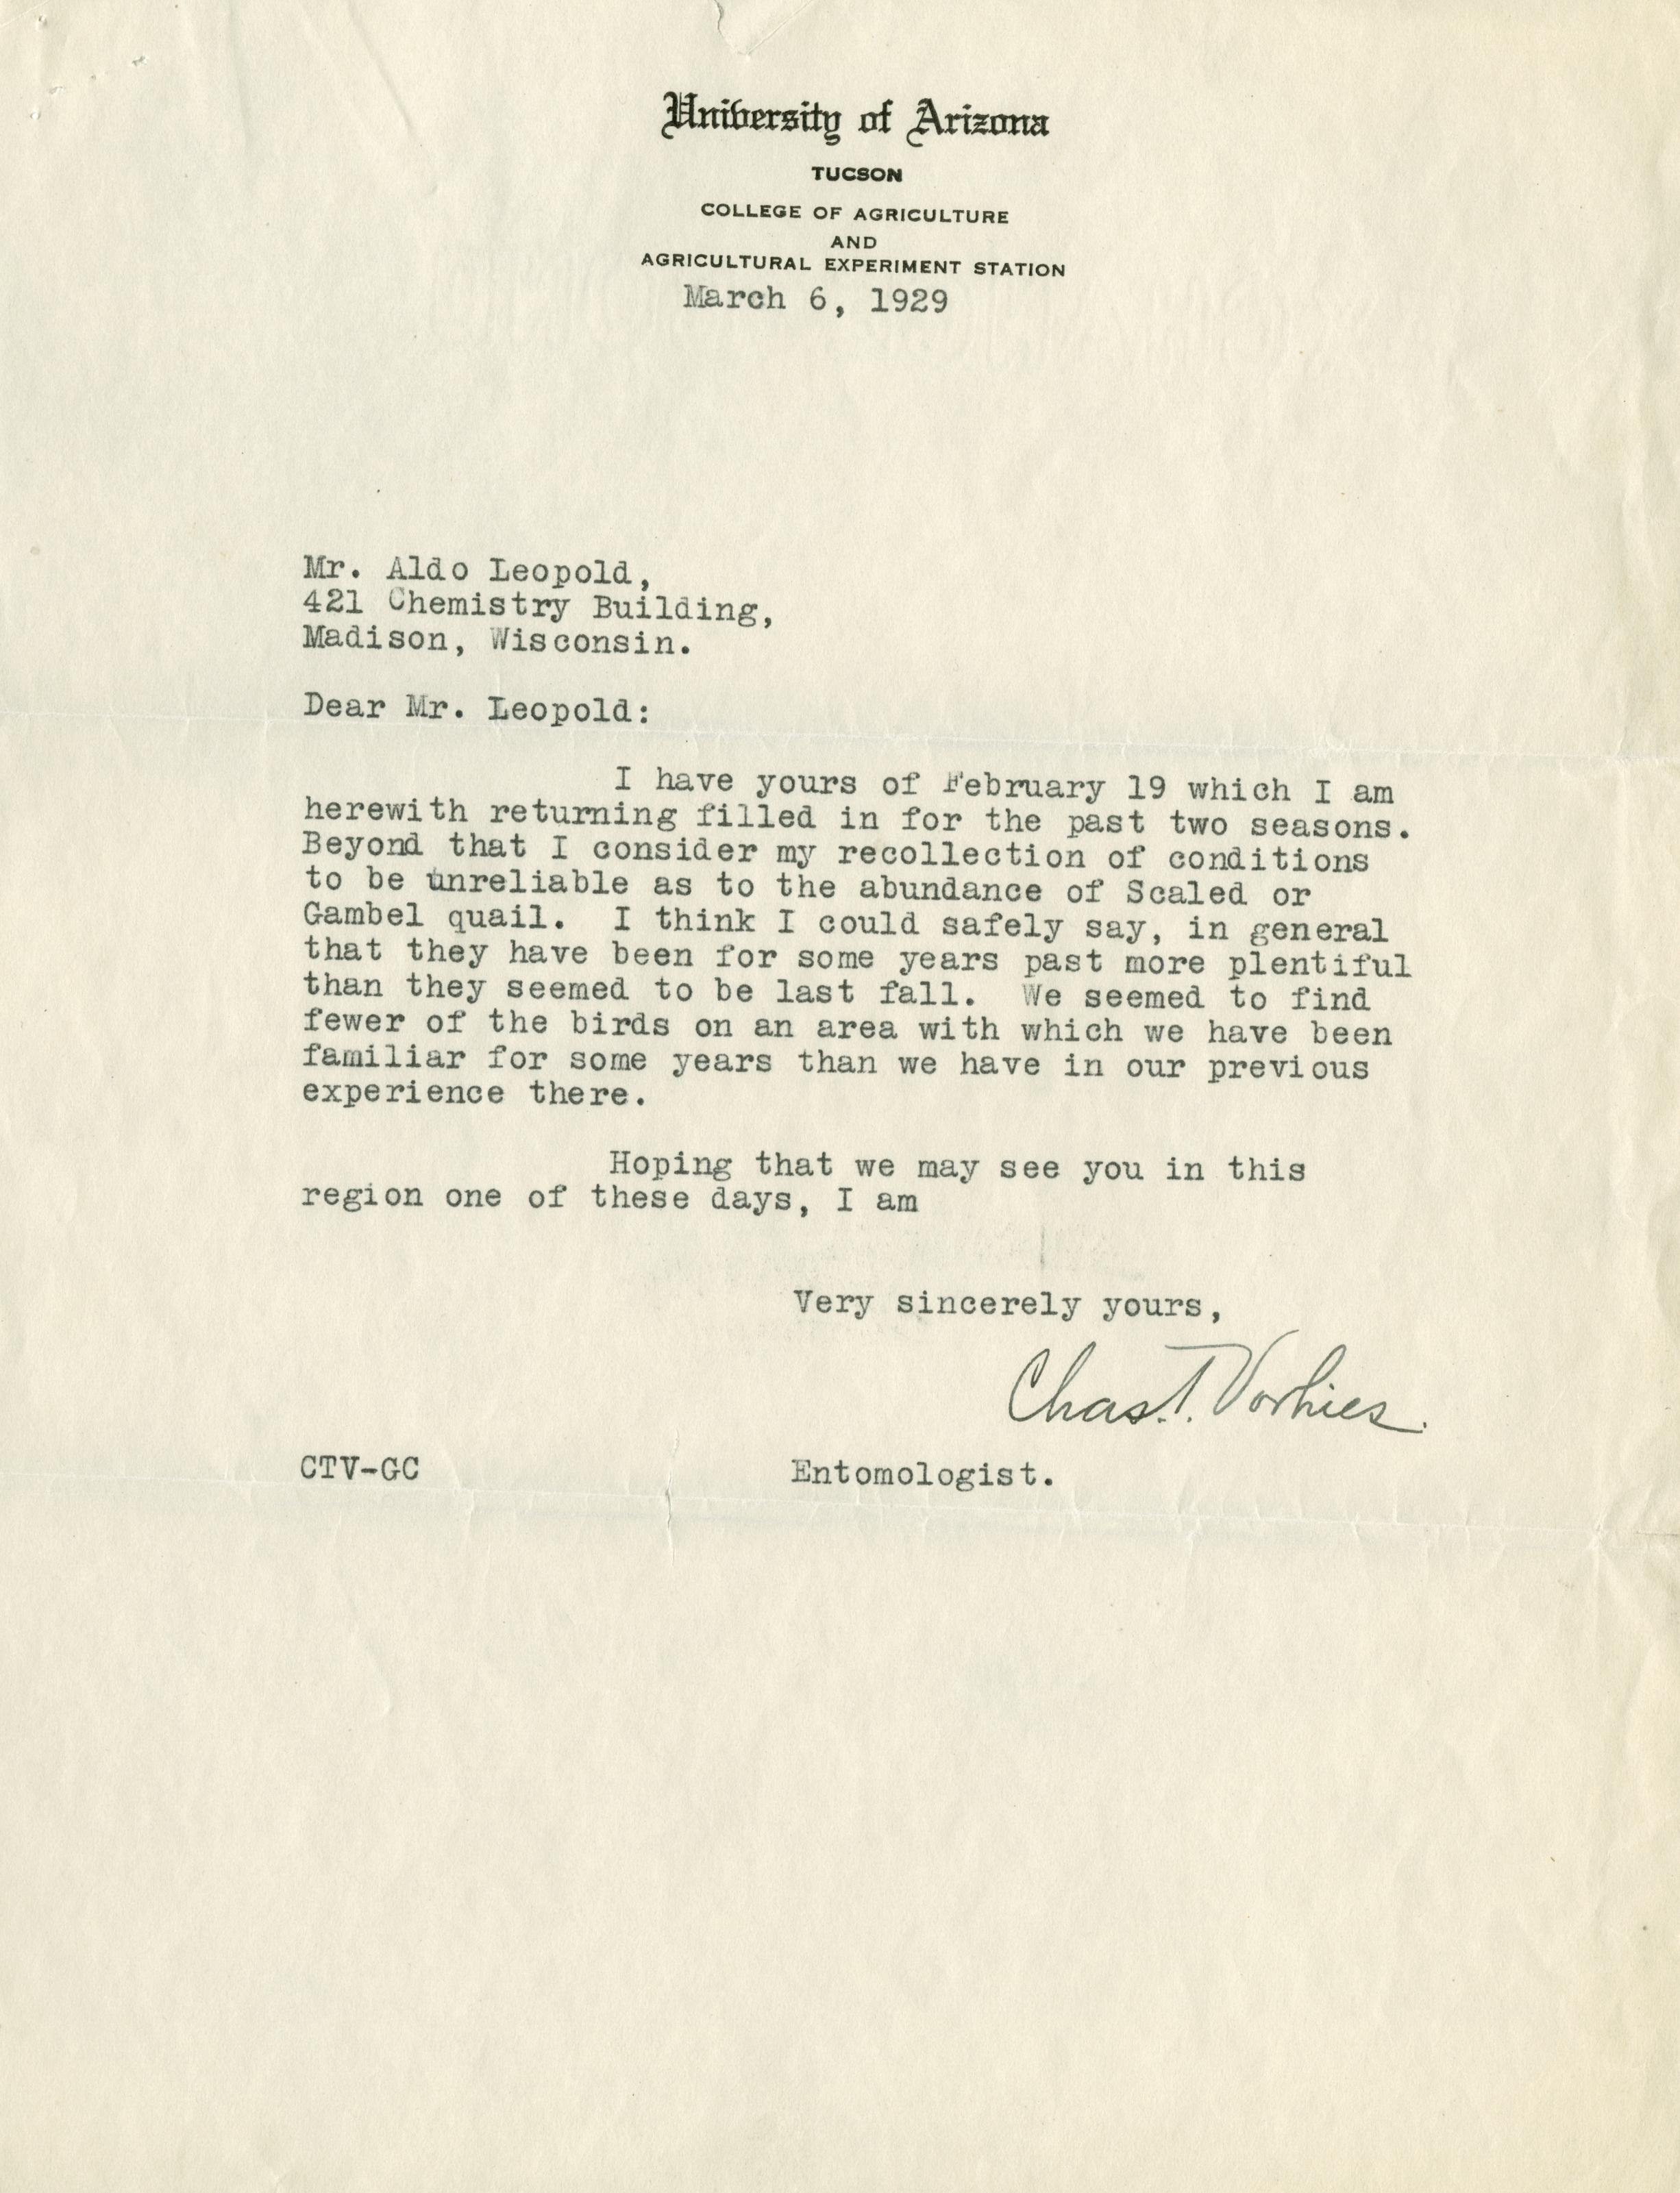 University of Arizona
TUCSON
COLLEGE OF AGRICULTURE
AND
AGRICULTURAL EXPERIMENT STATION
March 6, 1929
Mr. Aldo Leopold,
421 Chemistry Building,
Madison, Wisconsin.
Dear Mr. Leopold:
I have yours of February 19 which I am
herewith returning filled in for the past two seasons.
Beyond that I consider my recollection of conditions
to be unreliable as to the abundance of Scaled or
Gambel quail. I think I could safely say, in general
that they have been for some years past more plentiful
than they seemed to be last fall. We seemed to find
fewer of the birds on an area with which we have been
familiar for some years than we have in our previous
experience there.
Hoping that we may see you in this
region one of these days, I am
Very sincerely yours,
Chas. T. Vorhies.
CTV-GC Entomologist.